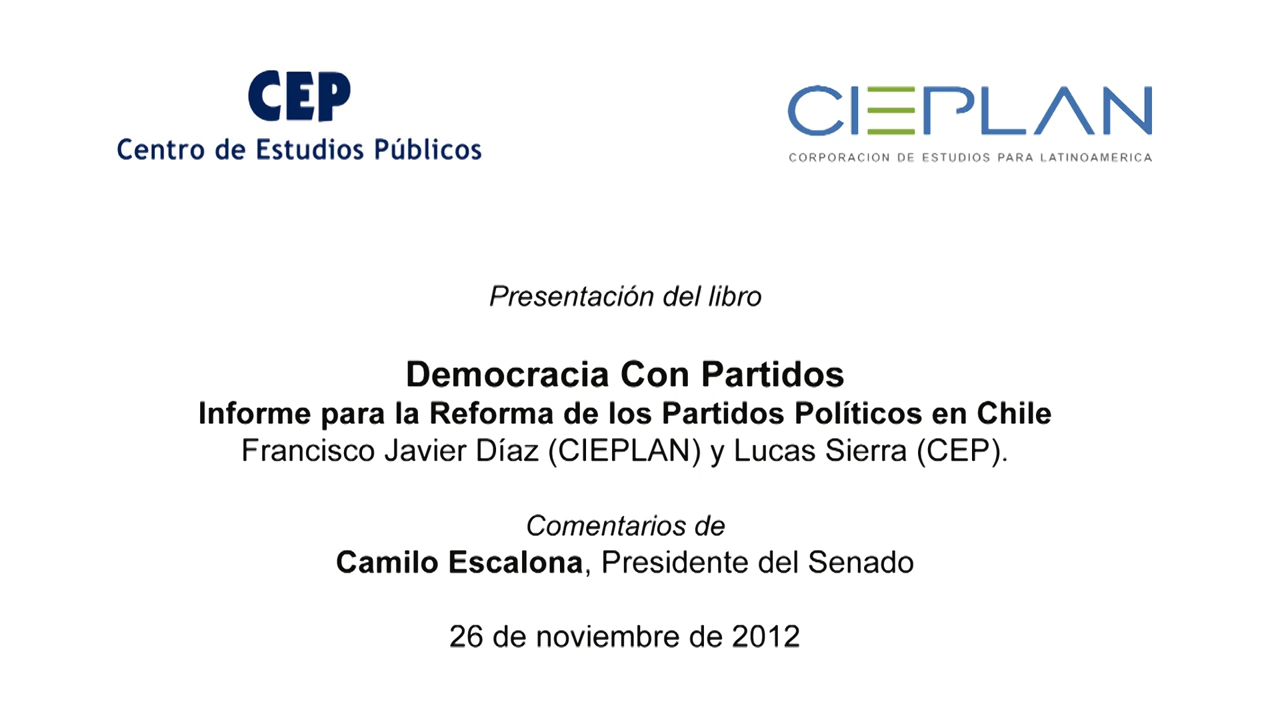 CEP
Centro de Estudios Públicos
CIEPLAN
CORPORACION DE ESTUDIOS PARA LATINOAMERICA
Presentación del libro
Democracia Con Partidos
Informe para la Reforma de los Partidos Políticos en Chile
Francisco Javier Díaz (CIEPLAN) y Lucas Sierra (CEP).
Comentarios de
Camilo Escalona, Presidente del Senado
26 de noviembre de 2012